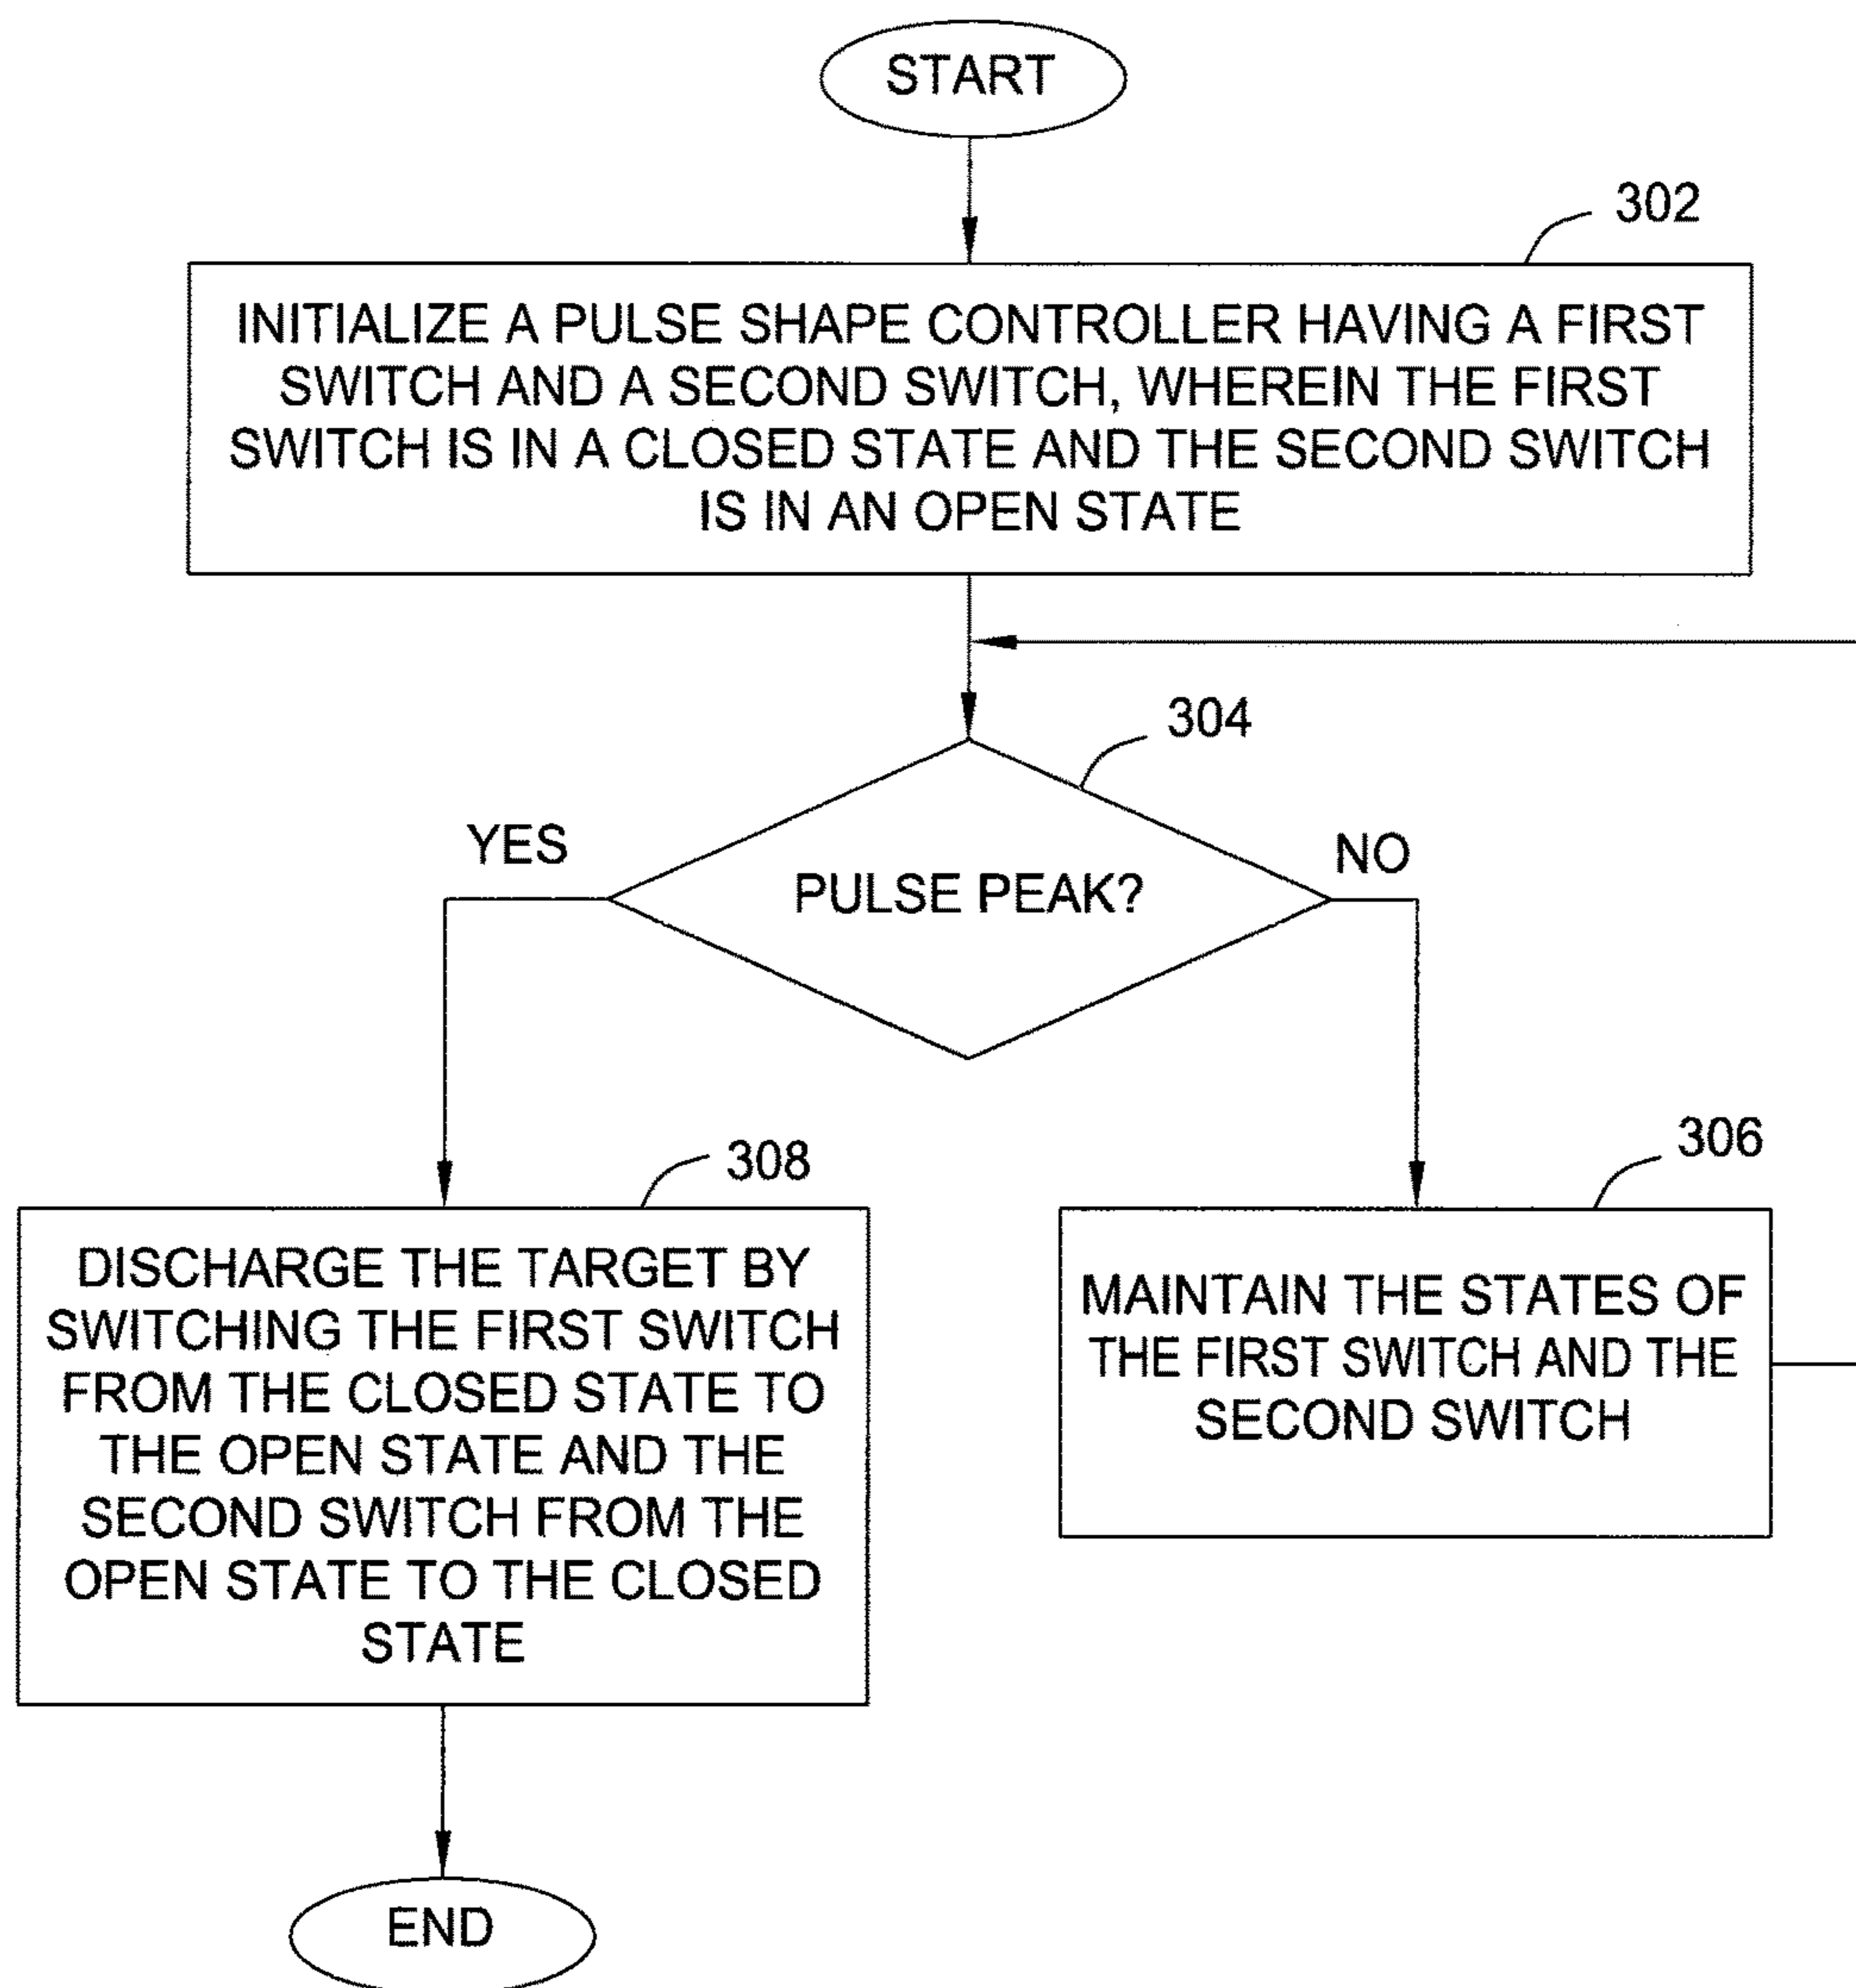 START
302
INITIALIZE A PULSE SHAPE CONTROLLER HAVING A FIRST
SWITCH AND A SECOND SWITCH, WHEREIN THE FIRST
SWITCH IS IN A CLOSED STATE AND THE SECOND SWITCH
IS IN AN OPEN STATE
304
YES
NO
PULSE PEAK?
308
DISCHARGE THE TARGET BY
SWITCHING THE FIRST SWITCH
FROM THE CLOSED STATE TO
THE OPEN STATE AND THE
SECOND SWITCH FROM THE
OPEN STATE TO THE CLOSED
STATE
306
MAINTAIN THE STATES OF
THE FIRST SWITCH AND THE
SECOND SWITCH
END